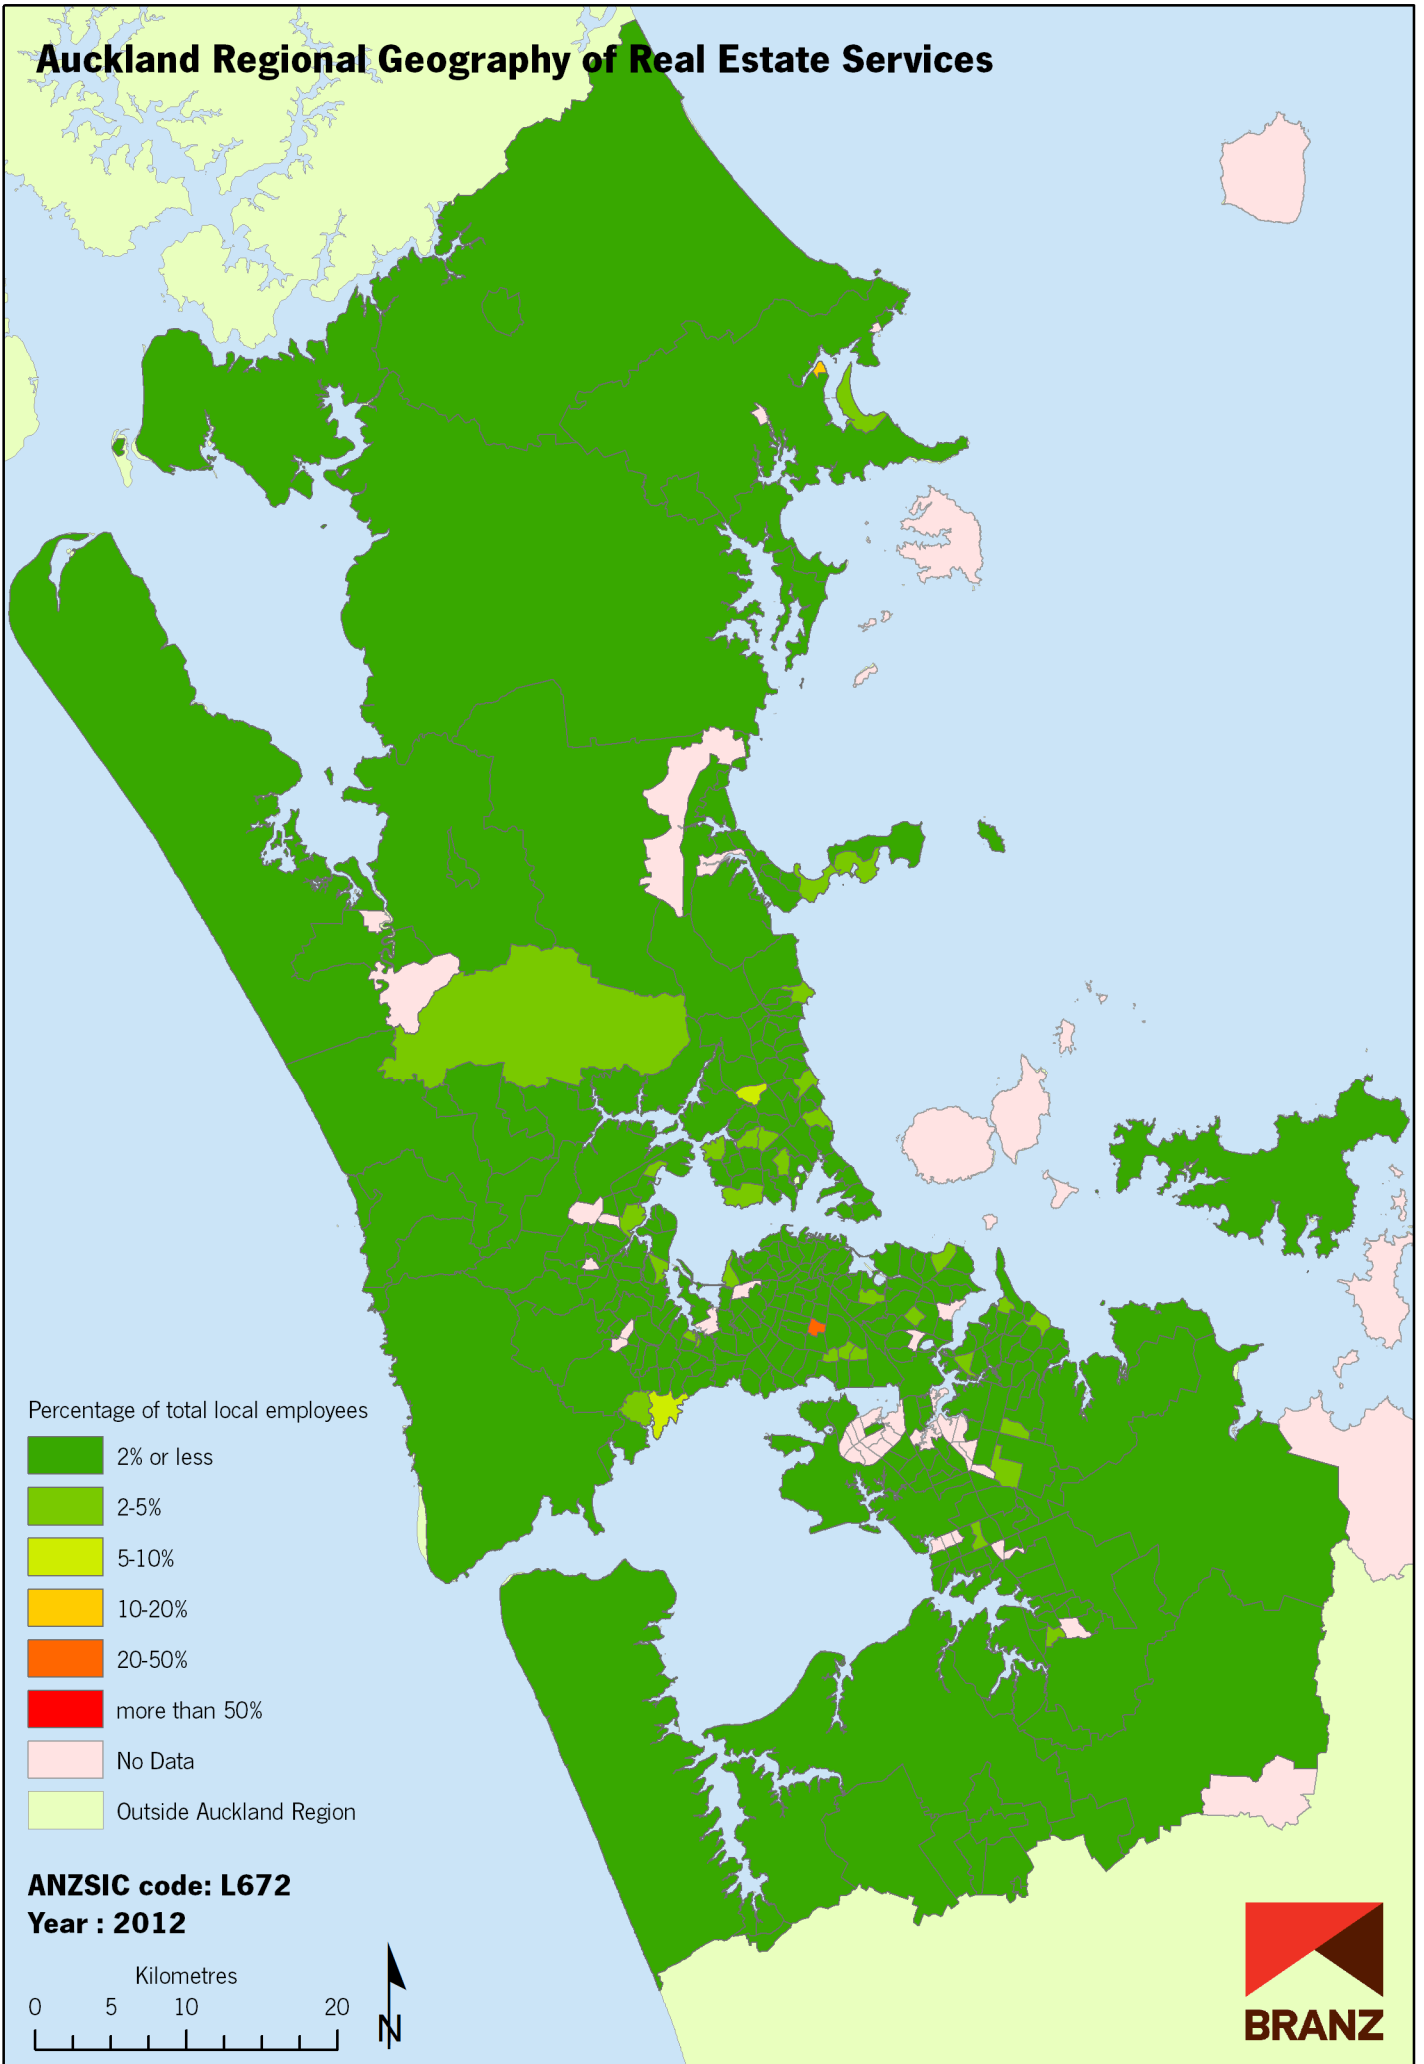 Auckland Regional Geography of Real Estate Services
Percentage of total local employees
2% or less
2-5%
5-10%
10-20%
20-50%
more than 50%
No Data
Outside Auckland Region
ANZSIC code: L672
Year : 2012
Kilometres
0 5 10 20
N
BRANZ